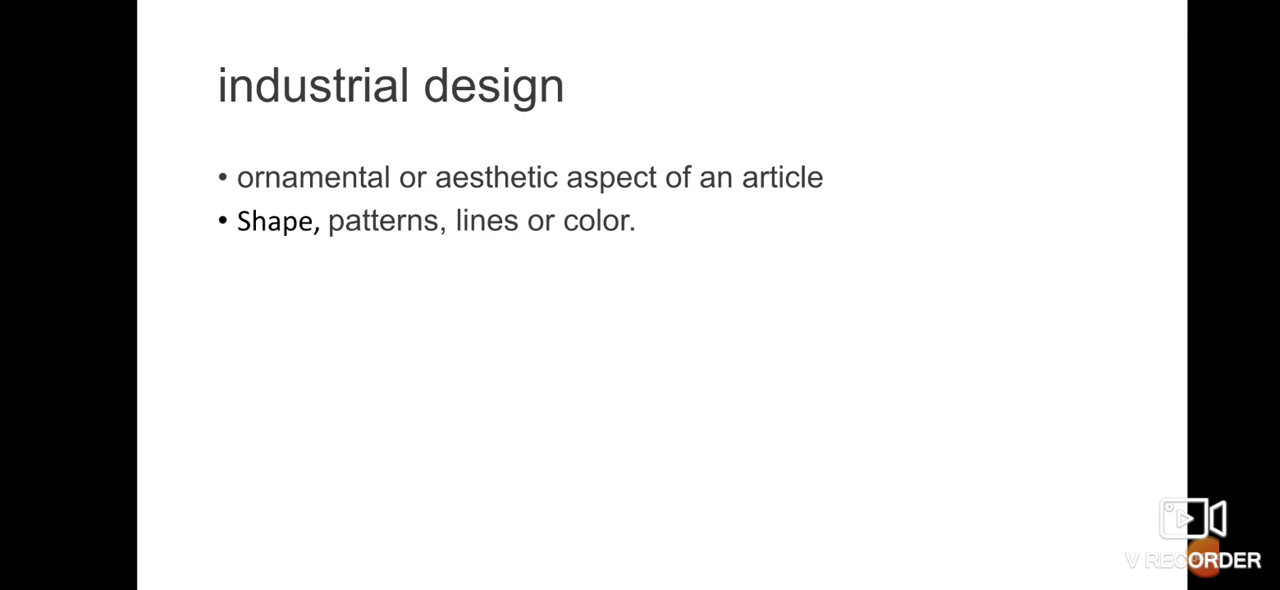 industrial design
• ornamental or aesthetic aspect of an article
• Shape, patterns, lines or color.
V RECORDER